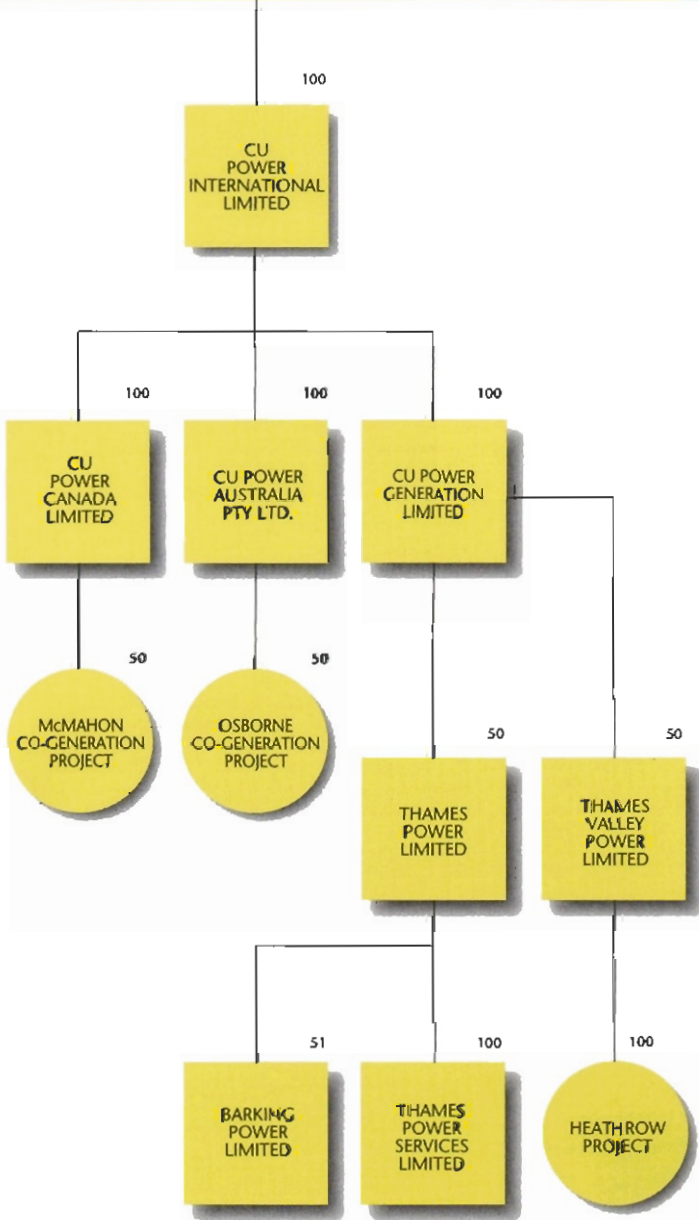 100
CU
POWER
INTERNATIONAL
LIMITED
100
CU
POWER
CANADA
LIMITED
100
CU POWER
AUSTRALIA
PTY LTD.
100
CU POWER
GENERATION
LIMITED
50
McMAHON
CO-GENERATION
PROJECT
50
OSBORNE
CO-GENERATION
PROJECT
50
THAMES
POWER
LIMITED
50
THAMES
VALLEY
POWER
LIMITED
51
BARKING
POWER
LIMITED
100
THAMES
POWER
SERVICES
LIMITED
100
HEATHROW
PROJECT